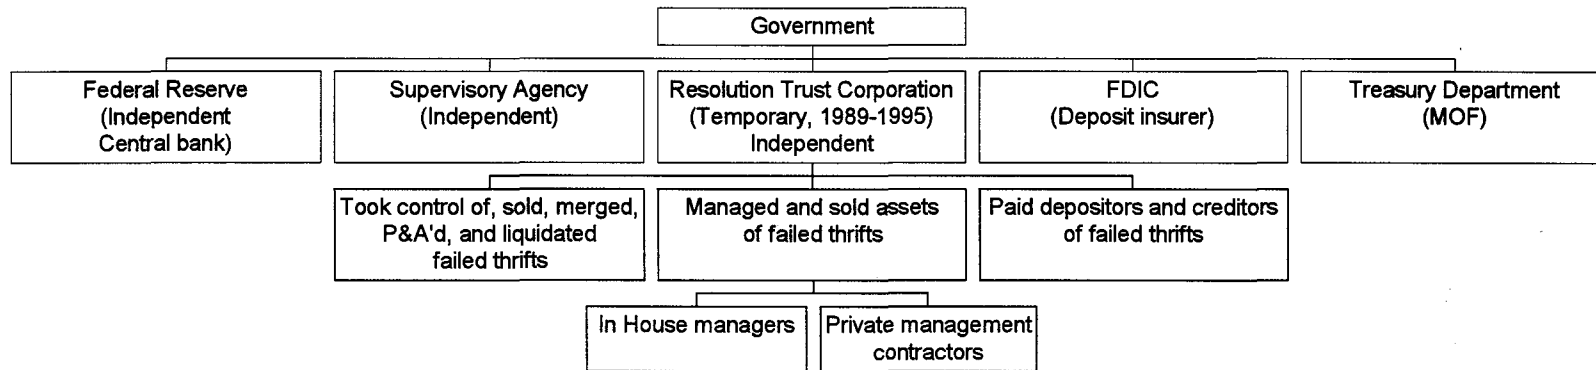 Government
Federal Reserve
(Independent
Central bank)
Supervisory Agency
(Independent)
Resolution Trust Corporation
(Temporary, 1989-1995)
Independent
FDIC
(Deposit insurer)
Treasury Department
(MOF)
Took control of, sold, merged,
P&A'd, and liquidated
failed thrifts
Managed and sold assets
of failed thrifts
Paid depositors and creditors
of failed thrifts
In House managers
Private management
contractors